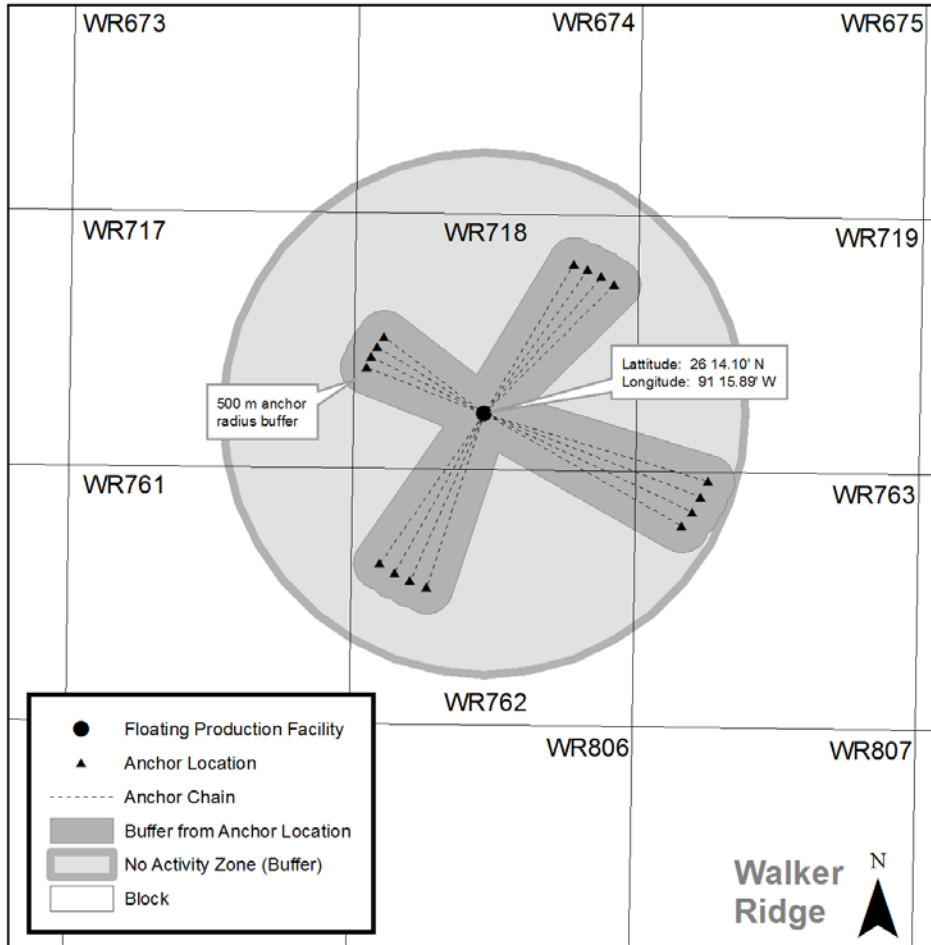 WR673
WR674
WR675
WR717
WR718
WR719
Lattitude: 26 14.10' N
Longitude: 91 15.89' W
500 m anchor
radius buffer
WR761
WR763
WR762
WR806
WR807
Floating Production Facility
Anchor Location
Anchor Chain
Buffer from Anchor Location
No Activity Zone (Buffer)
Block
Walker
Ridge
N